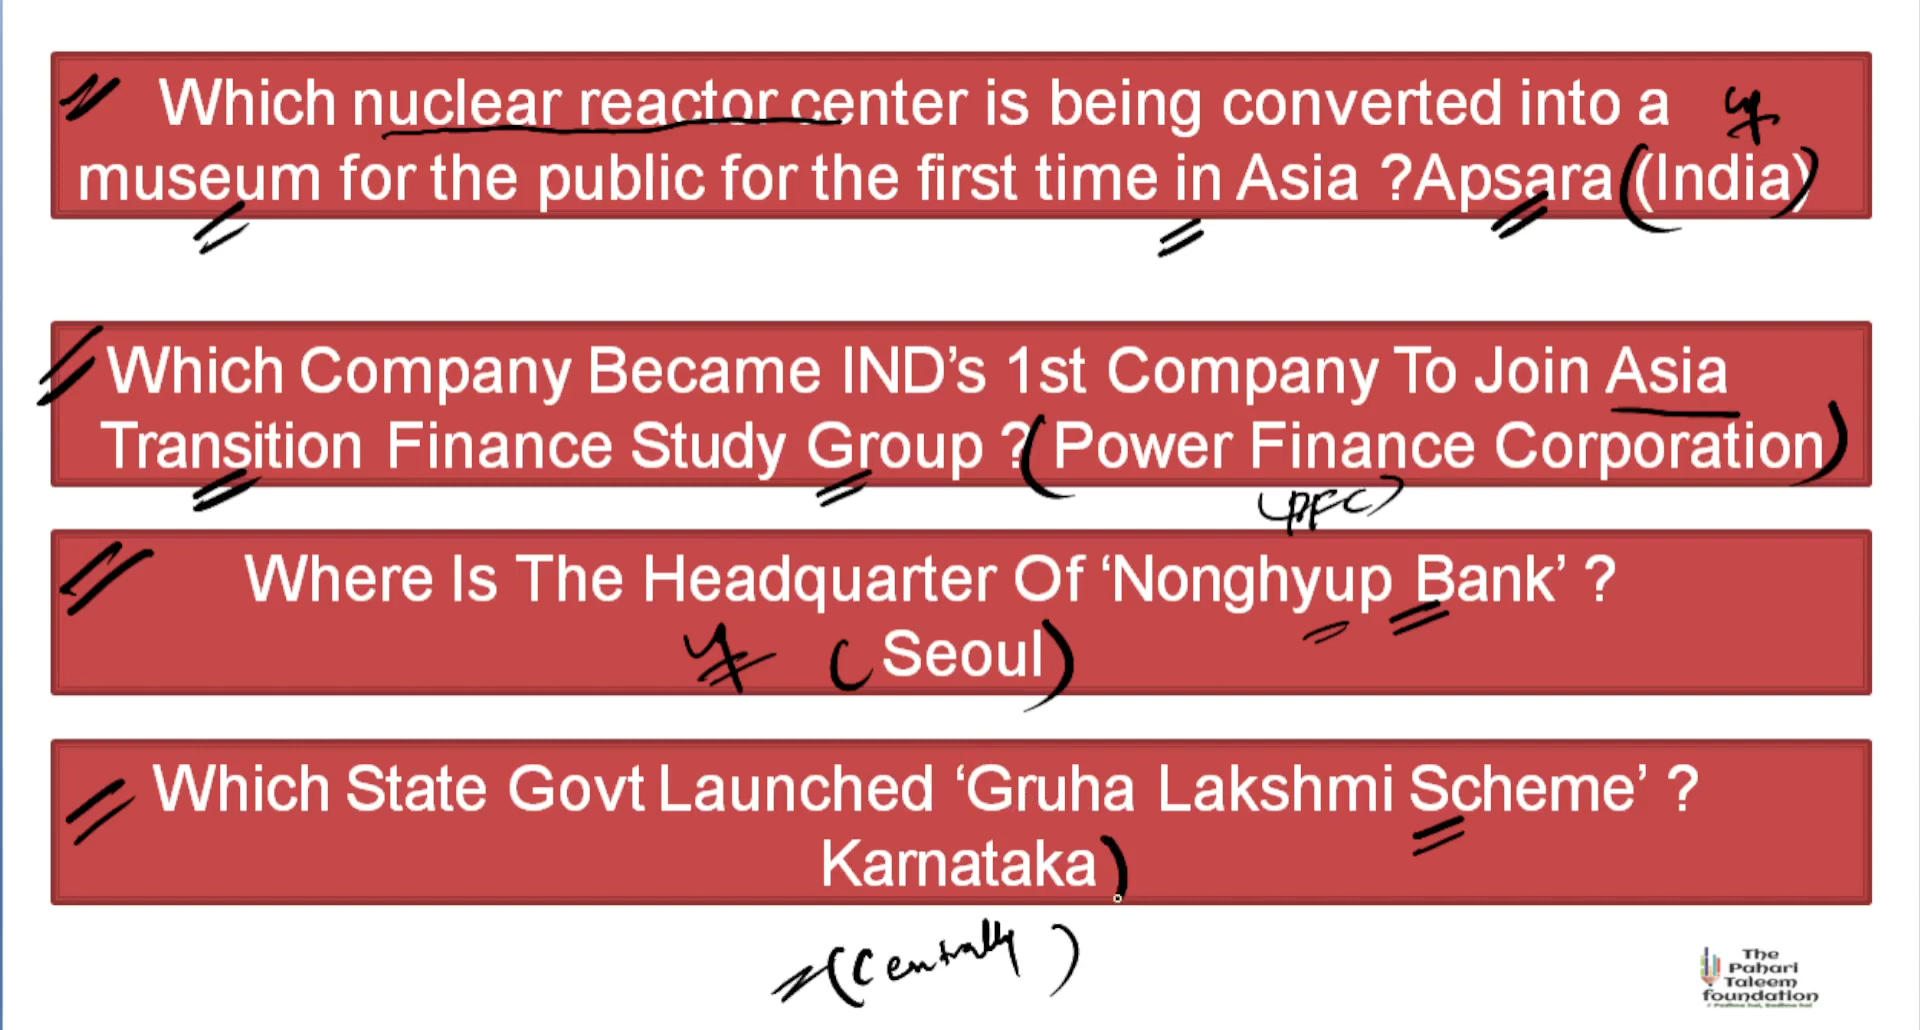 Which nuclear reactor center is being converted into a
museum for the public for the first time in Asia ?Apsara (India)
Which Company Became IND’s 1st Company To Join Asia
Transition Finance Study Group ? Power Finance Corporation
(PFC)
Where Is The Headquarter Of ‘Nonghyup Bank’ ?
(Seoul)
Which State Govt Launched ‘Gruha Lakshmi Scheme’ ?
Karnataka)
(Centrally)
The
Pahari
Taleem
foundation